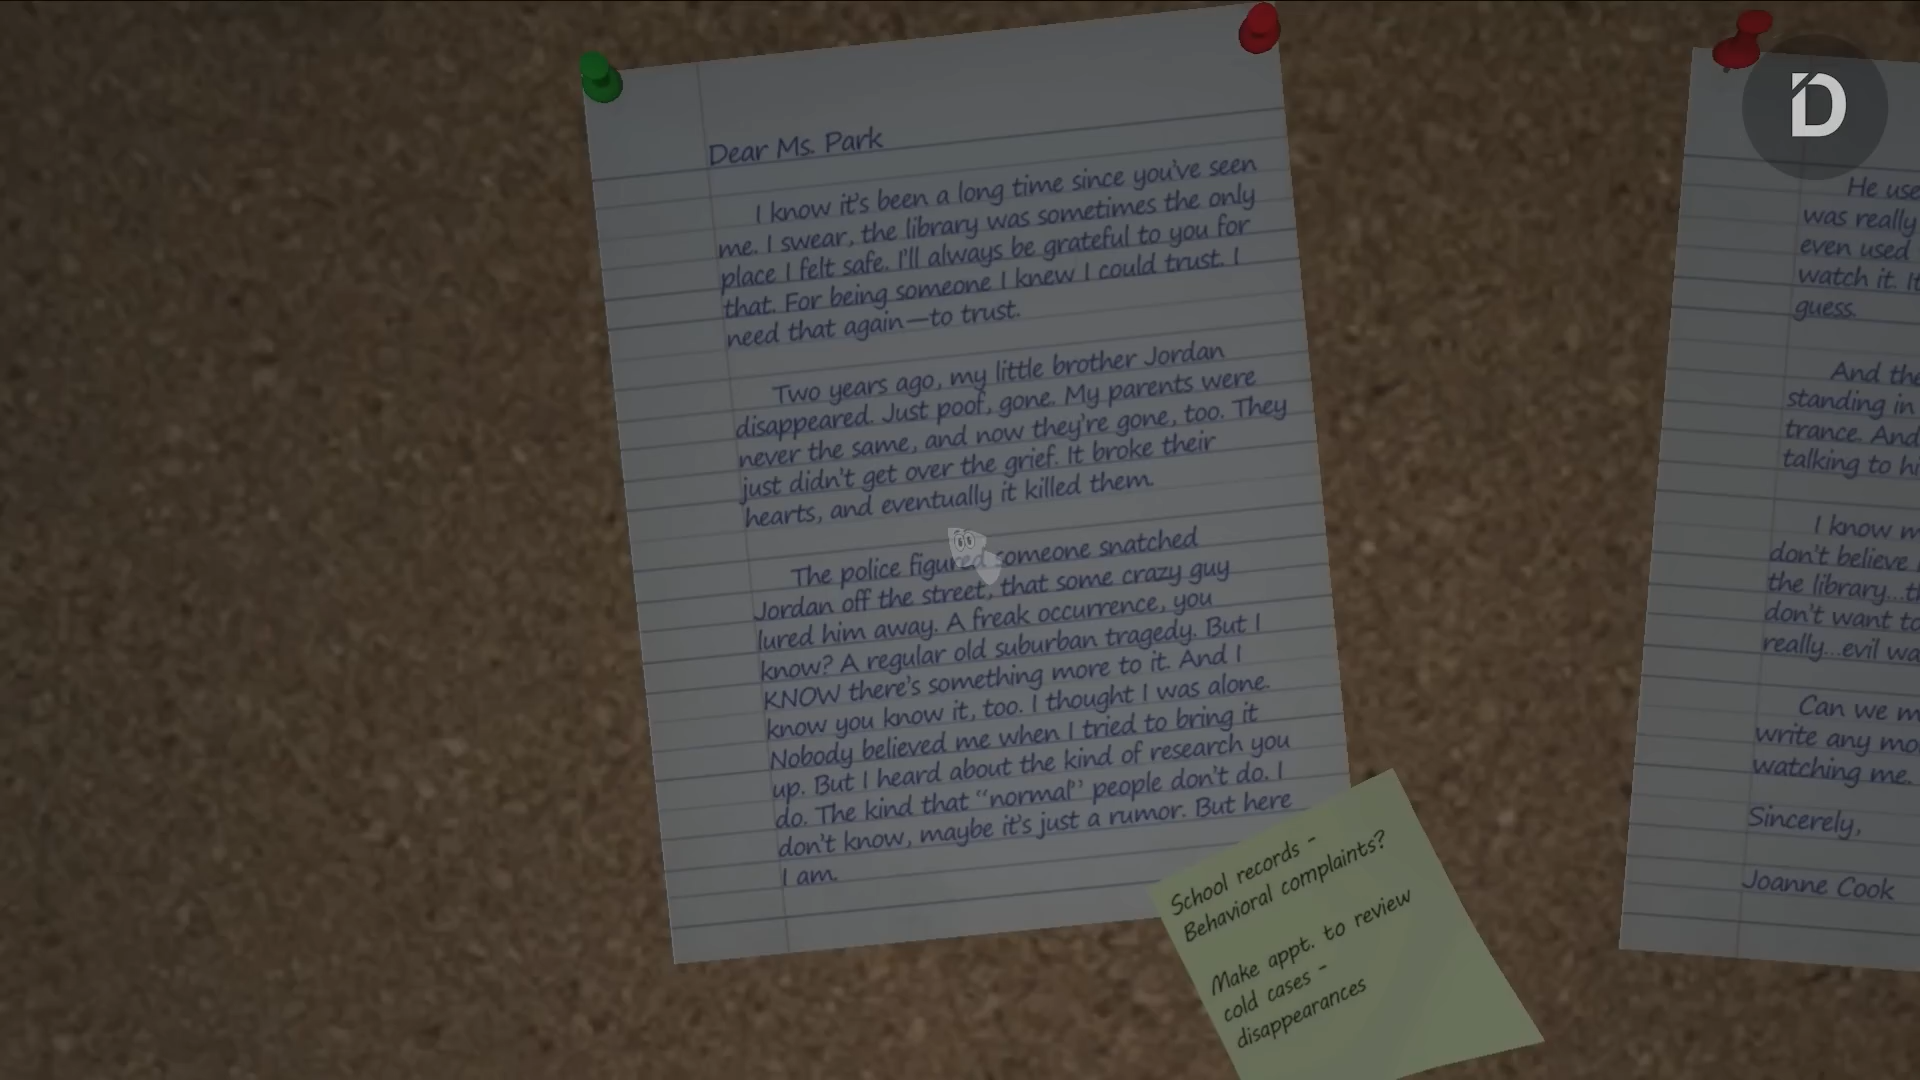 Dear Ms. Park
I know it's been a long time since you've seen
me. I swear, the library was sometimes the only
place I felt safe. I'll always be grateful to you for
that. For being someone I knew I could trust. I
need that again—to trust.
Two years ago, my little brother Jordan
disappeared. Just poof, gone. My parents were
never the same, and now they're gone, too. They
just didn't get over the grief. It broke their
hearts, and eventually it killed them.
The police figured someone snatched
Jordan off the street, that some crazy guy
lured him away. A freak occurrence, you
know? A regular old suburban tragedy. But I
KNOW there's something more to it. And I
know you know it, too. I thought I was alone.
Nobody believed me when I tried to bring it
up. But I heard about the kind of research you
do. The kind that "normal" people don't do. I
don't know, maybe it's just a rumor. But here
I am.
School records -
Behavioral complaints?
Make appt. to review
cold cases -
disappearances
D
He use
was really
even used
watch it. It
guess.
And the
standing in
trance. And
talking to hi
I know m
don't believe
the library...th
don't want to
really...evil wa
Can we m
write any mo
watching me.
Sincerely,
Joanne Cook